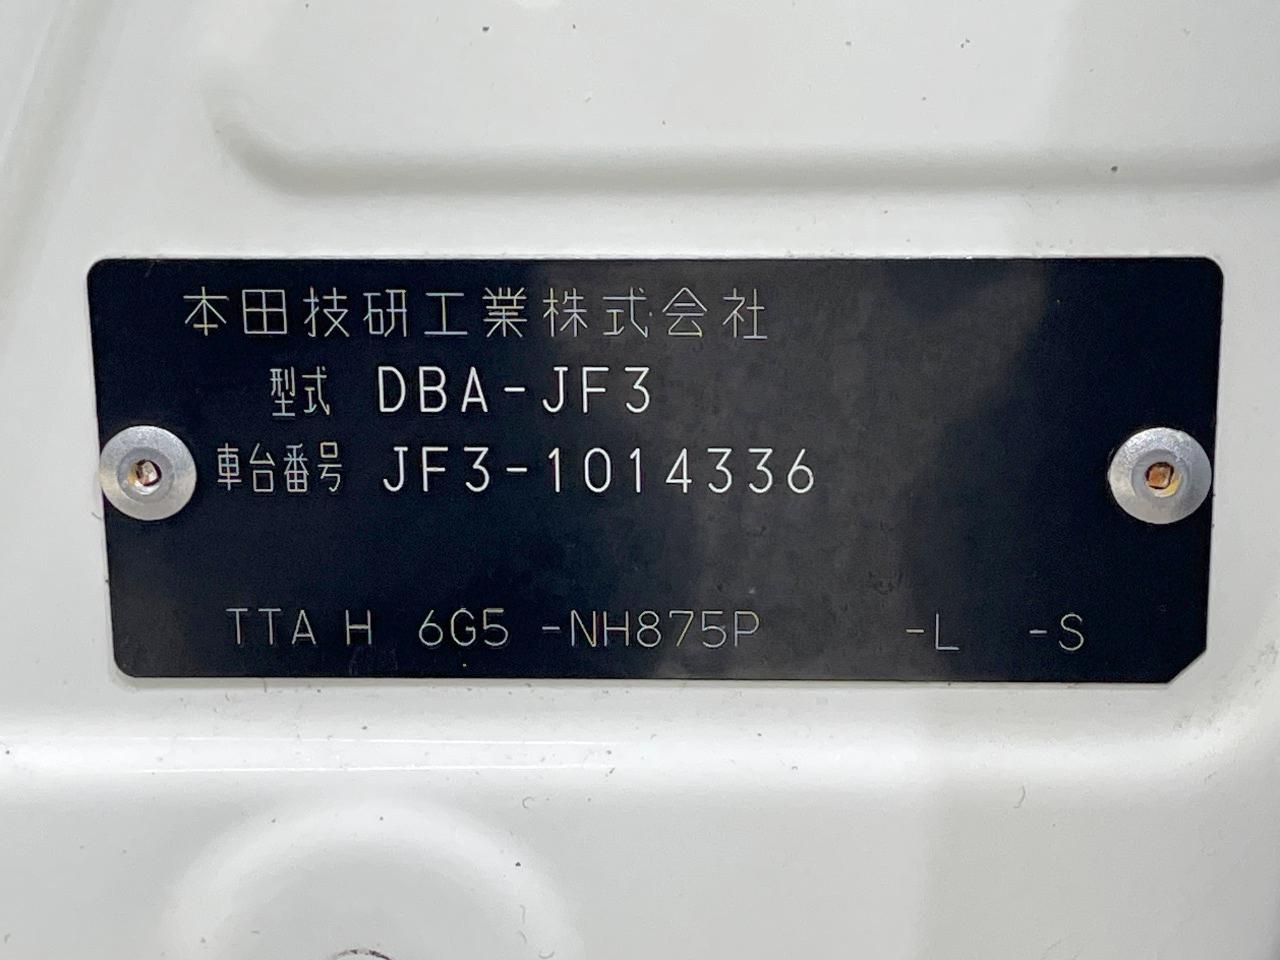 本田技研工業株式会社
型式 DBA-JF3
車台番号 JF3-1014336
TTA H 6G5 -NH875P -L -S